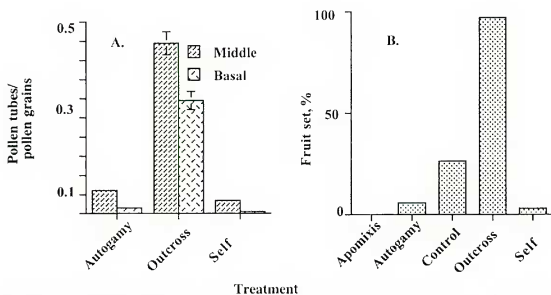 0.5
A.
Middle
Basal
0.3
0.1
Pollen tubes/
pollen grains
Autogamy
Outcross
Self
100
B.
50
0
Fruit set, %
Apomixis
Autogamy
Control
Outcross
Self
Treatment